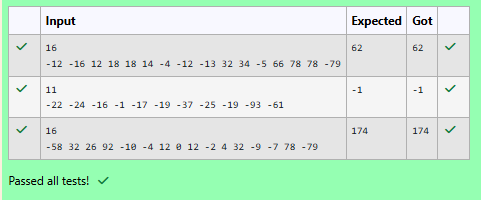 Input Expected Got
16 62 62
-12 -16 12 18 18 14 -4 -12 -13 32 34 -5 66 78 78 -79
11 -1 -1
-22 -24 -16 -1 -17 -19 -37 -25 -19 -93 -61
16 174 174
-58 32 26 92 -10 -4 12 0 12 -2 4 32 -9 -7 78 -79
Passed all tests!